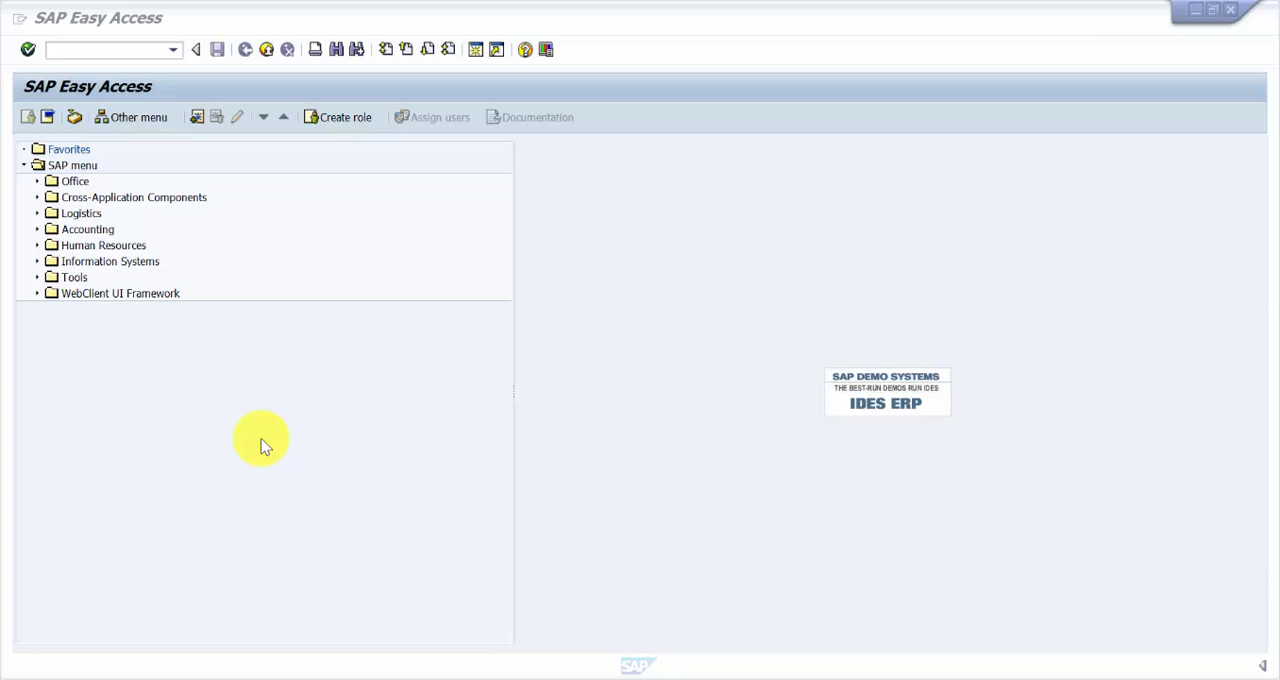 SAP Easy Access
SAP Easy Access
Other menu Create role Assign users Documentation
Favorites
SAP menu
Office
Cross-Application Components
Logistics
Accounting
Human Resources
Information Systems
Tools
WebClient UI Framework
SAP DEMO SYSTEMS
THE BEST-RUN DEMOS RUN IDES
IDES ERP
SAP